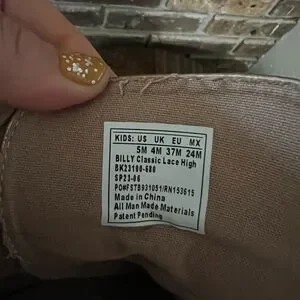 KIDS: US UK EU MX
5M 4M 37M 24M
BILLY Classic Lace High
BK23100-680
SP23-06
PO#FSTB931051/RN153615
Made in China
All Man Made Materials
Patent Pending